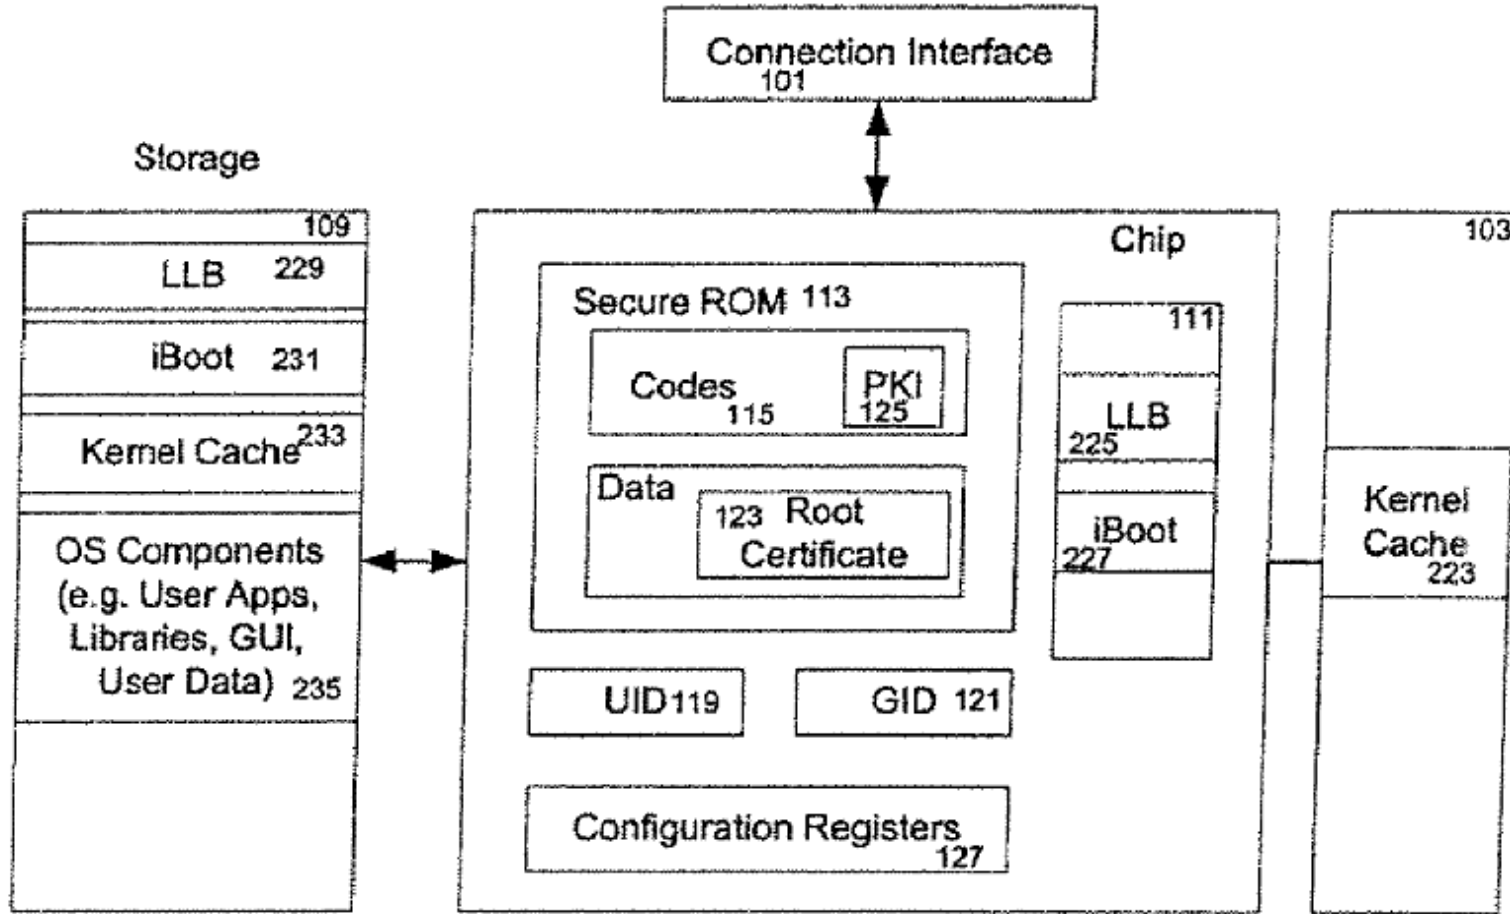 Connection Interface
101
Storage
109
LLB 229
iBoot 231
Kernel Cache 233
OS Components
(e.g. User Apps,
Libraries, GUI,
User Data) 235
Chip
Secure ROM 113
Codes
115
PKI
125
Data
123 Root
Certificate
UID 119
GID 121
Configuration Registers
127
111
LLB
225
iBoot
227
103
Kernel
Cache
223